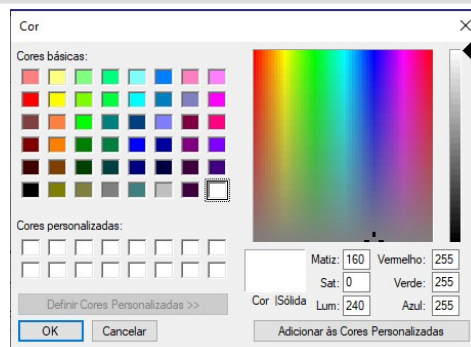 Cor
Cores básicas:
Cores personalizadas:
Definir Cores Personalizadas >>
OK
Cancelar
Cor |Sólida
Matiz: 160
Sat: 0
Lum: 240
Vermelho: 255
Verde: 255
Azul: 255
Adicionar às Cores Personalizadas